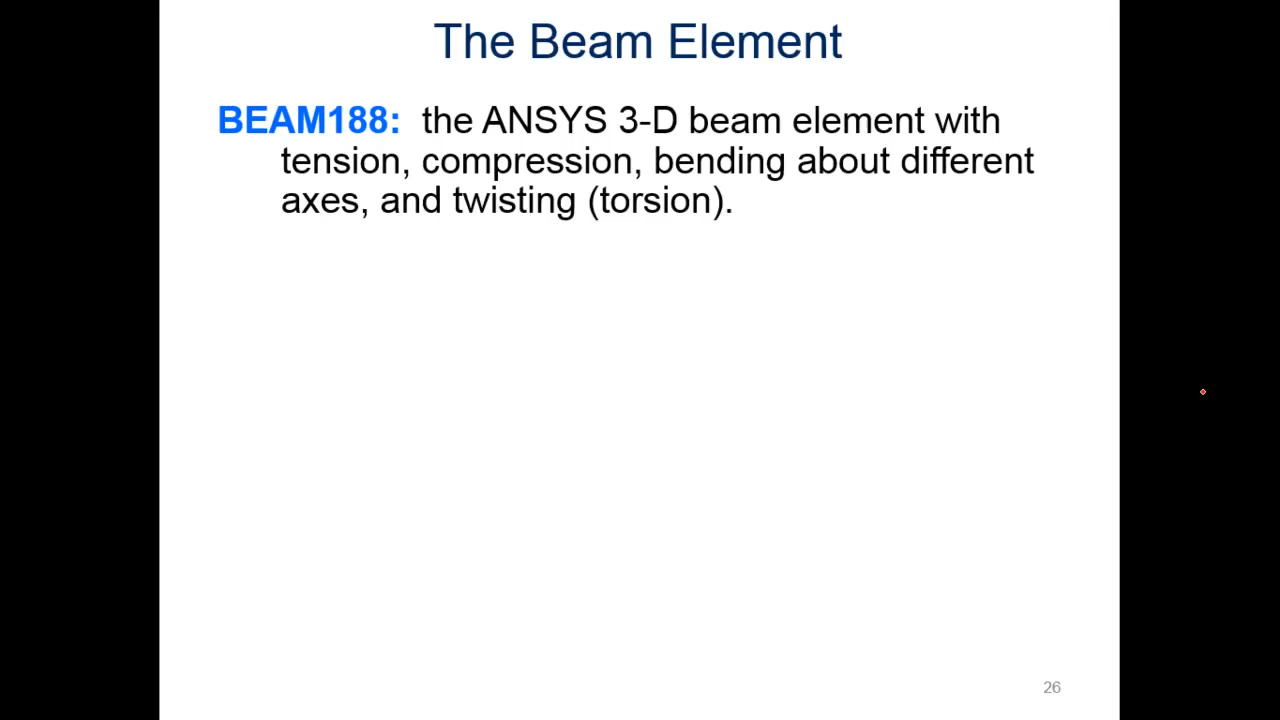 The Beam Element
BEAM188: the ANSYS 3-D beam element with
tension, compression, bending about different
axes, and twisting (torsion).
26